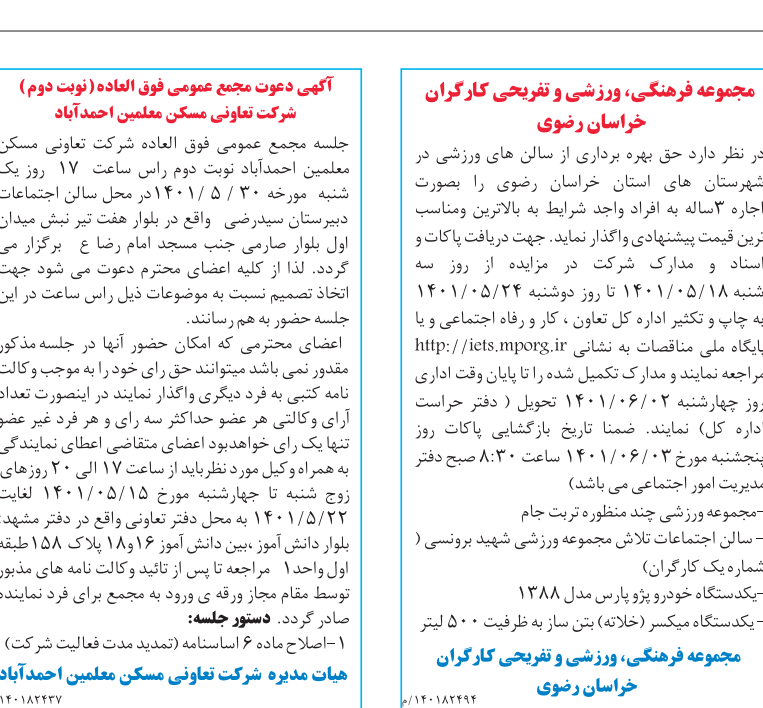 مجموعه فرهنگی، ورزشی و تفریحی کارگران
خراسان رضوی
در نظر دارد حق بهره برداری از سالن های ورزشی در
شهرستان های استان خراسان رضوی را بصورت
اجاره ۳ساله به افراد واجد شرایط به بالاترین ومناسب
ترین قیمت پیشنهادی واگذار نماید. جهت دریافت پاکات و
اسناد و مدارک شرکت در مزایده از روز سه
شنبه ۱۴۰۱/۰۵/۱۸ تا روز دوشنبه ۱۴۰۱/۰۵/۲۴
به چاپ و تکثیر اداره کل تعاون ، کار و رفاه اجتماعی و یا
پایگاه ملی مناقصات به نشانی http://iets.mporg.ir
مراجعه نمایند و مدارک تکمیل شده را تا پایان وقت اداری
روز چهارشنبه ۱۴۰۱/۰۶/۰۲ تحویل ( دفتر حراست
اداره کل) نمایند. ضمنا تاریخ بازگشایی پاکات روز
پنجشنبه مورخ ۱۴۰۱/۰۶/۰۳ ساعت ۸:۳۰ صبح دفتر
مدیریت امور اجتماعی می باشد)
-مجموعه ورزشی چند منظوره تربت جام
- سالن اجتماعات تلاش مجموعه ورزشی شهید برونسی (
شماره یک کارگران)
-یکدستگاه خودرو پژو پارس مدل ۱۳۸۸
- یکدستگاه میکسر (خلاته) بتن ساز به ظرفیت ۵۰۰ لیتر
مجموعه فرهنگی، ورزشی و تفریحی کارگران
خراسان رضوی
۱۴۰۱۸۲۴۹۴/م
آگهی دعوت مجمع عمومی فوق العاده (نوبت دوم )
شرکت تعاونی مسکن معلمین احمدآباد
جلسه مجمع عمومی فوق العاده شرکت تعاونی مسکن
معلمین احمدآباد نوبت دوم راس ساعت ۱۷ روز یک
شنبه مورخه ۳۰ / ۵ /۱۴۰۱در محل سالن اجتماعات
دبیرستان سیدرضی واقع در بلوار هفت تیر نبش میدان
اول بلوار صارمی جنب مسجد امام رضا ع برگزار می
گردد. لذا از کلیه اعضای محترم دعوت می شود جهت
اتخاذ تصمیم نسبت به موضوعات ذیل راس ساعت در این
جلسه حضور به هم رسانند.
اعضای محترمی که امکان حضور آنها در جلسه مذکور
مقدور نمی باشد میتوانند حق رای خود را به موجب وکالت
نامه کتبی به فرد دیگری واگذار نمایند در اینصورت تعداد
آرای وکالتی هر عضو حداکثر سه رای و هر فرد غیر عضو
تنها یک رای خواهدبود اعضای متقاضی اعطای نمایندگی
به همراه وکیل مورد نظرباید از ساعت ۱۷ الی ۲۰ روزهای
زوج شنبه تا چهارشنبه مورخ ۱۴۰۱/۰۵/۱۵ لغایت
۱۴۰۱/۵/۲۲ به محل دفتر تعاونی واقع در دفتر مشهد:
بلوار دانش آموز ،بین دانش آموز ۱۶و۱۸ پلاک ۱۵۸طبقه
اول واحد۱ مراجعه تا پس از تائید وکالت نامه های مذبور
توسط مقام مجاز ورقه ی ورود به مجمع برای فرد نماینده
صادر گردد. دستور جلسه:
۱-اصلاح ماده ۶ اساسنامه (تمدید مدت فعالیت شرکت)
هیات مدیره شرکت تعاونی مسکن معلمین احمدآباد
۱۴۰۱۸۲۴۳۷